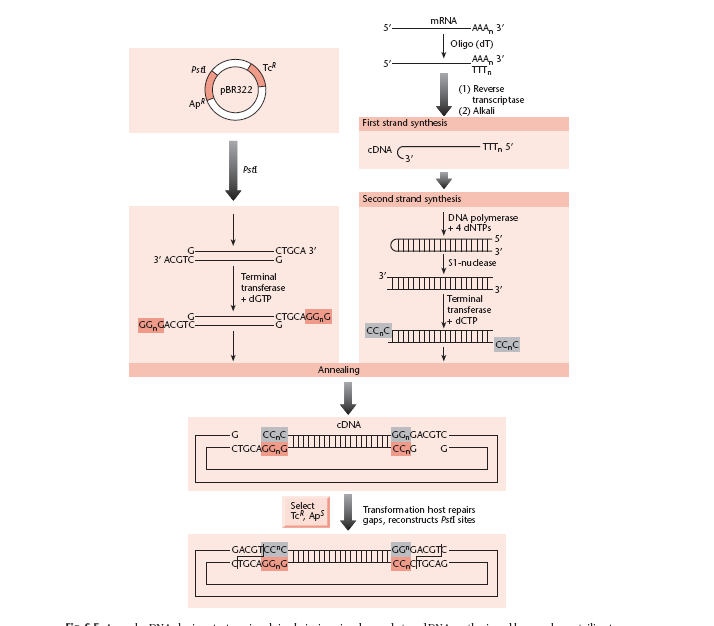 mRNA
5′ AAAn 3′
Oligo (dT)
5′ AAAn 3′
TTTn
(1) Reverse
transcriptase
(2) Alkali
First strand synthesis
cDNA TTTn 5′
3′
Second strand synthesis
DNA polymerase
+ 4 dNTPs
5′
3′
S1-nuclease
3′
3′
Terminal
transferase
+ dCTP
CCnC
CCnC
PstI
TcR
pBR322
ApR
PstI
G CTGCA 3′
3′ ACGTC G
Terminal
transferase
+ dGTP
G CTGCAGGnG
GGnGACGTC G
Annealing
cDNA
G CCnC GGnGACGTC
CTGCAGGnG CCnG G
Select
TcR, ApS
Transformation host repairs
gaps, reconstructs PstI sites
GACGTCCnC GGnGACGTC
CTGCAGGnG CCnCTGCAG